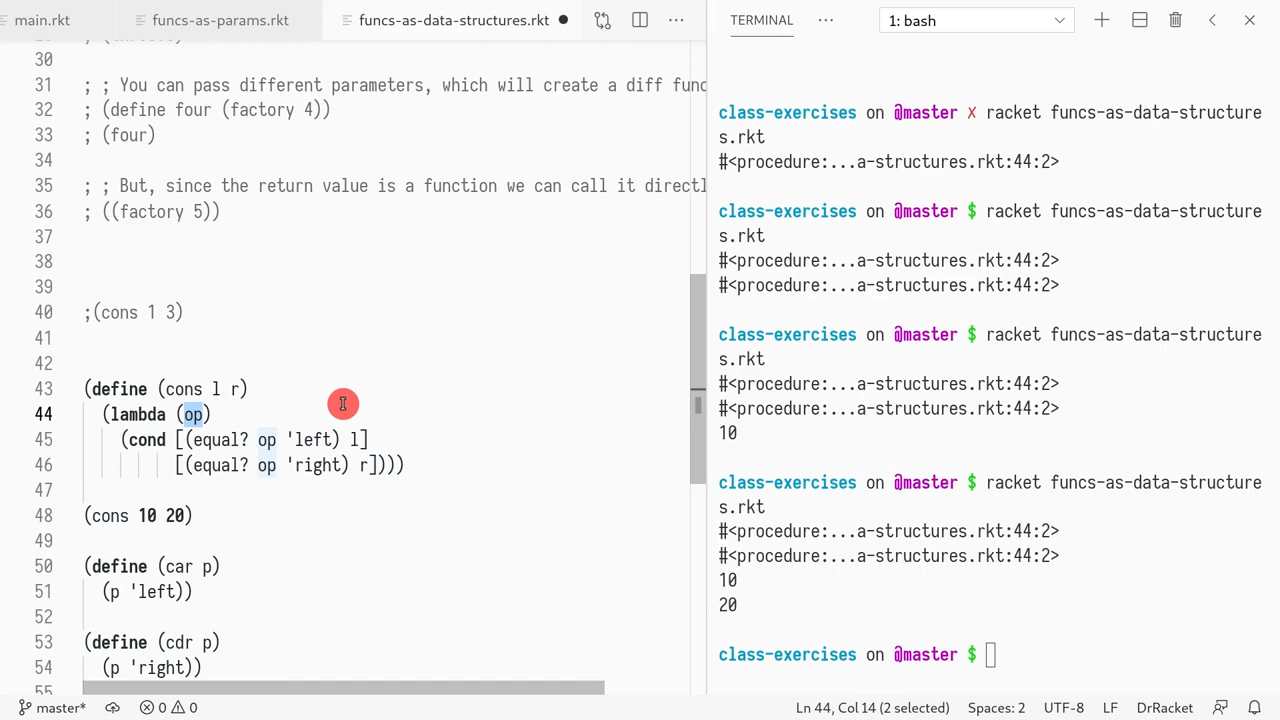 main.rkt
funcs-as-params.rkt
funcs-as-data-structures.rkt
TERMINAL
1: bash
30
31 ; ; You can pass different parameters, which will create a diff func
32 ; (define four (factory 4))
33 ; (four)
34
35 ; ; But, since the return value is a function we can call it directl
36 ; ((factory 5))
37
38
39
40 ;(cons 1 3)
41
42
43 (define (cons l r)
44 (lambda (op)
45 (cond [(equal? op 'left) l]
46 [(equal? op 'right) r])))
47
48 (cons 10 20)
49
50 (define (car p)
51 (p 'left))
52
53 (define (cdr p)
54 (p 'right))
55
class-exercises on @master X racket funcs-as-data-structure
s.rkt
#<procedure:...a-structures.rkt:44:2>
class-exercises on @master $ racket funcs-as-data-structure
s.rkt
#<procedure:...a-structures.rkt:44:2>
#<procedure:...a-structures.rkt:44:2>
class-exercises on @master $ racket funcs-as-data-structure
s.rkt
#<procedure:...a-structures.rkt:44:2>
#<procedure:...a-structures.rkt:44:2>
10
class-exercises on @master $ racket funcs-as-data-structure
s.rkt
#<procedure:...a-structures.rkt:44:2>
#<procedure:...a-structures.rkt:44:2>
10
20
class-exercises on @master $
master* 0 0 Ln 44, Col 14 (2 selected) Spaces: 2 UTF-8 LF DrRacket